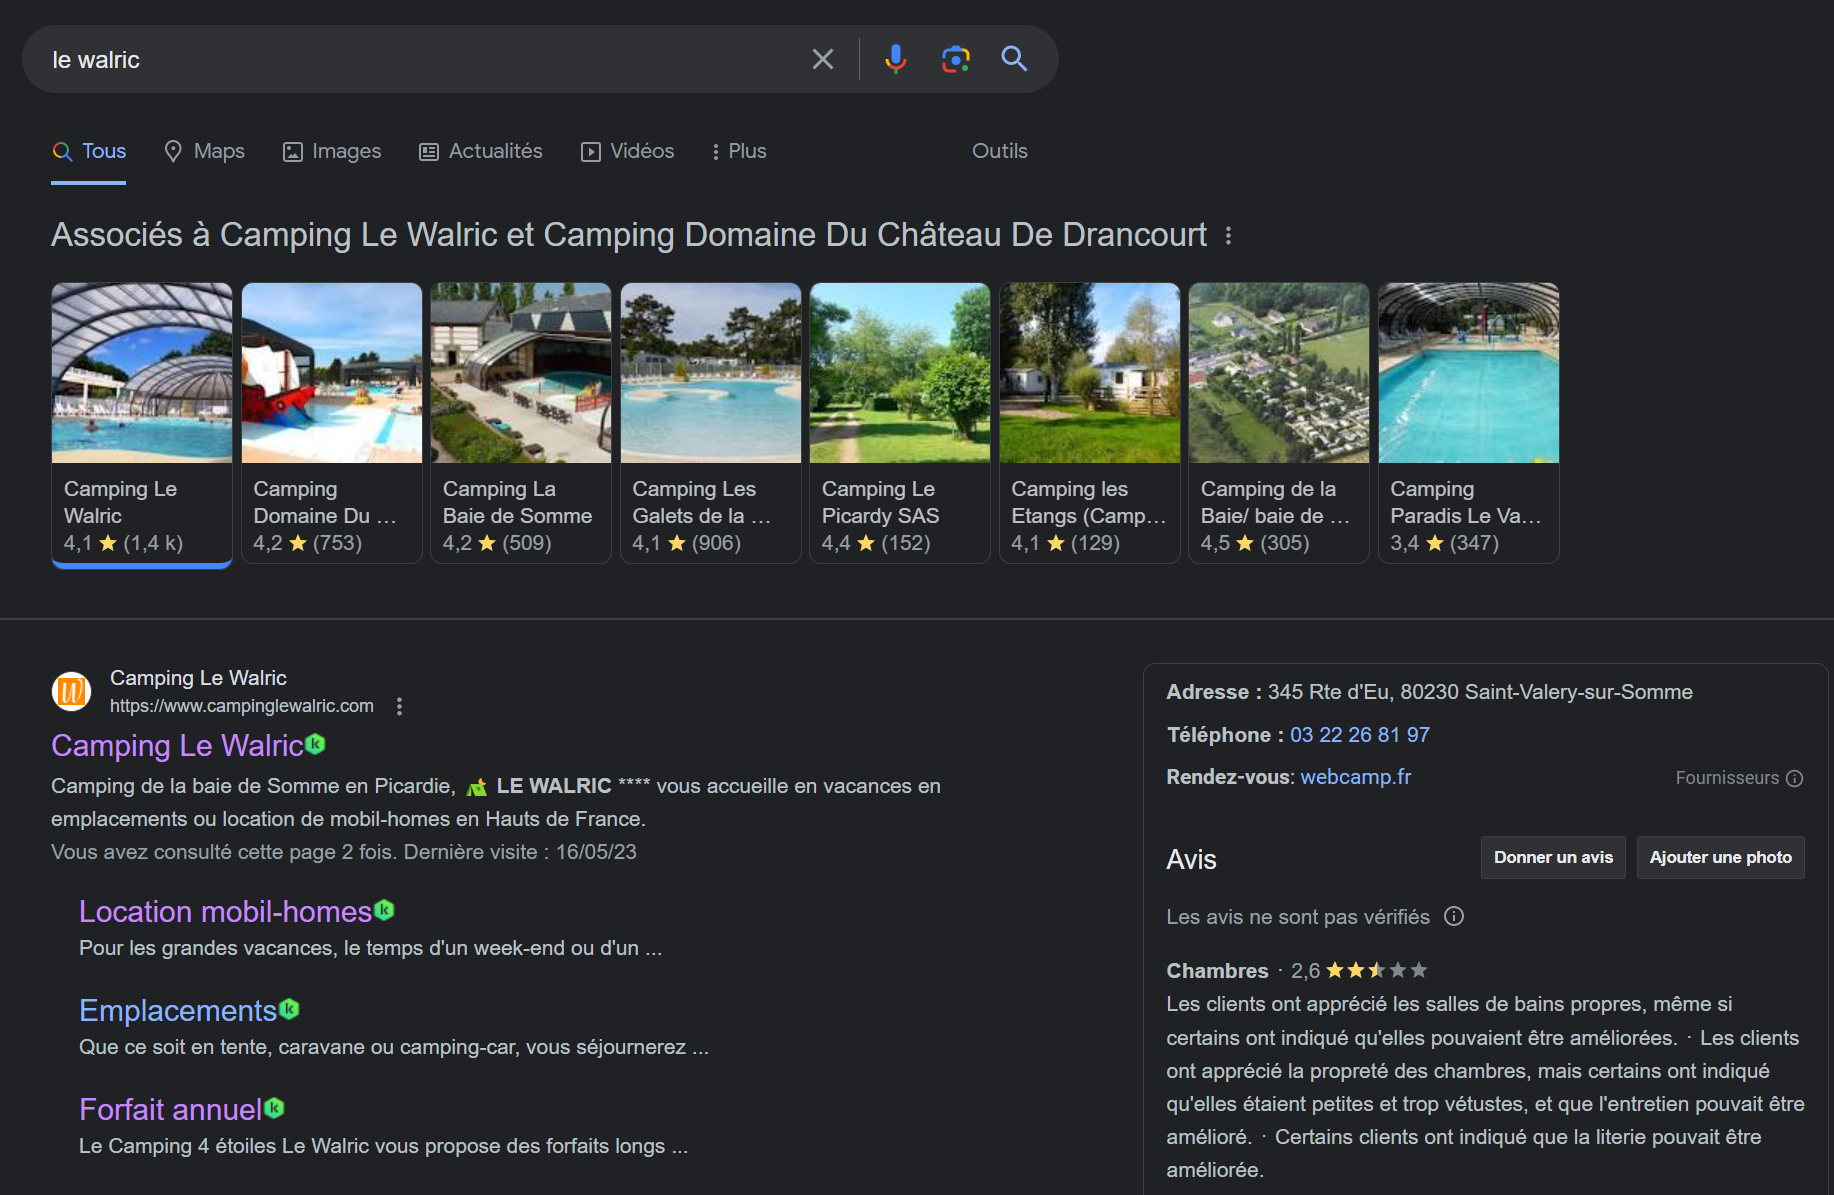 le walric
Tous
Maps
Images
Actualités
Vidéos
Plus
Outils
Associés à Camping Le Walric et Camping Domaine Du Château De Drancourt
Camping Le
Walric
4,1 ★ (1,4 k)
Camping
Domaine Du …
4,2 ★ (753)
Camping La
Baie de Somme
4,2 ★ (509)
Camping Les
Galets de la …
4,1 ★ (906)
Camping Le
Picardy SAS
4,4 ★ (152)
Camping les
Etangs (Camp…
4,1 ★ (129)
Camping de la
Baie/ baie de …
4,5 ★ (305)
Camping
Paradis Le Va…
3,4 ★ (347)
Camping Le Walric
https://www.campinglewalric.com
Camping Le Walric
Camping de la baie de Somme en Picardie, LE WALRIC **** vous accueille en vacances en
emplacements ou location de mobil-homes en Hauts de France.
Vous avez consulté cette page 2 fois. Dernière visite : 16/05/23
Location mobil-homes
Pour les grandes vacances, le temps d'un week-end ou d'un ...
Emplacements
Que ce soit en tente, caravane ou camping-car, vous séjournerez ...
Forfait annuel
Le Camping 4 étoiles Le Walric vous propose des forfaits longs ...
Adresse : 345 Rte d'Eu, 80230 Saint-Valery-sur-Somme
Téléphone : 03 22 26 81 97
Rendez-vous: webcamp.fr
Fournisseurs
Avis
Donner un avis
Ajouter une photo
Les avis ne sont pas vérifiés
Chambres · 2,6
Les clients ont apprécié les salles de bains propres, même si
certains ont indiqué qu'elles pouvaient être améliorées. · Les clients
ont apprécié la propreté des chambres, mais certains ont indiqué
qu'elles étaient petites et trop vétustes, et que l'entretien pouvait être
amélioré. · Certains clients ont indiqué que la literie pouvait être
améliorée.